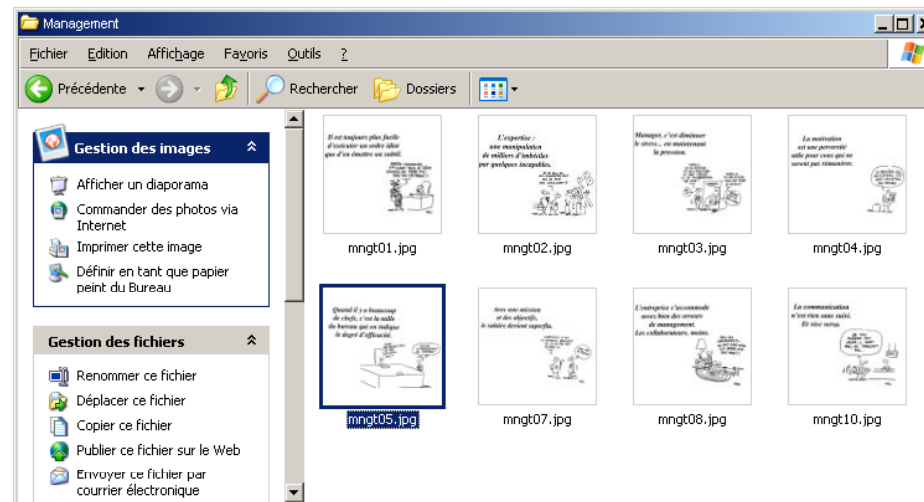 Management
Fichier Edition Affichage Favoris Outils ?
Précédente Rechercher Dossiers
Gestion des images
Afficher un diaporama
Commander des photos via
Internet
Imprimer cette image
Définir en tant que papier
peint du Bureau
Gestion des fichiers
Renommer ce fichier
Déplacer ce fichier
Copier ce fichier
Publier ce fichier sur le Web
Envoyer ce fichier par
courrier électronique
Il est toujours plus facile
d'exécuter un ordre idiot
que d'en émettre un subtil.
mngt01.jpg
L'expertise :
une manipulation
de milliers d'imbéciles
par quelques incapables.
mngt02.jpg
Manager, c'est diminuer
le stress... en maintenant
la pression.
mngt03.jpg
La motivation
est une perversité
utile pour ceux qui ne
savent pas rémunérer.
mngt04.jpg
Quand il y a beaucoup
de chefs, c'est la taille
du bureau qui en indique
le degré d'efficacité.
mngt05.jpg
Avec une mission
et des objectifs,
le salaire devient superflu.
mngt07.jpg
L'entreprise s'accommode
assez bien des erreurs
de management.
Les collaborateurs, moins.
mngt08.jpg
La communication
n'est rien sans suivi.
Et vice versa.
mngt10.jpg